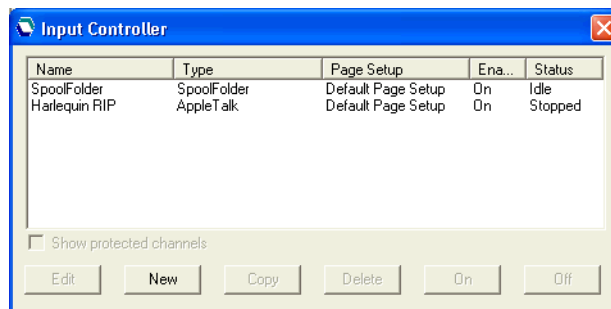 Input Controller
Name Type Page Setup Ena... Status
SpoolFolder SpoolFolder Default Page Setup On Idle
Harlequin RIP AppleTalk Default Page Setup On Stopped
Show protected channels
Edit New Copy Delete On Off